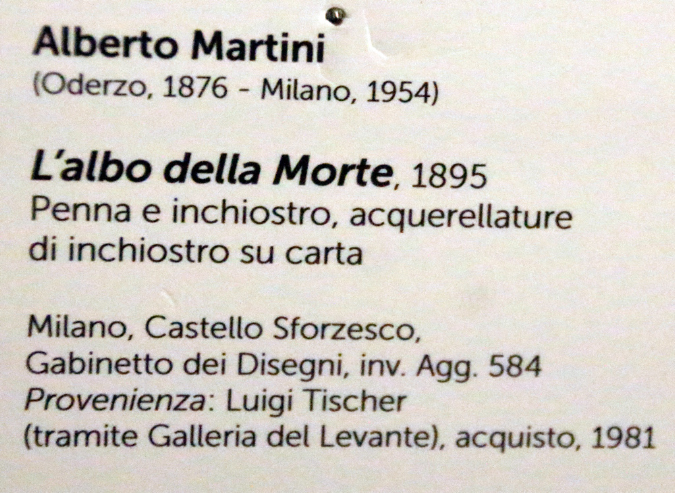 Alberto Martini
(Oderzo, 1876 - Milano, 1954)
L'albo della Morte, 1895
Penna e inchiostro, acquerellature
di inchiostro su carta
Milano, Castello Sforzesco,
Gabinetto dei Disegni, inv. Agg. 584
Provenienza: Luigi Tischer
(tramite Galleria del Levante), acquisto, 1981